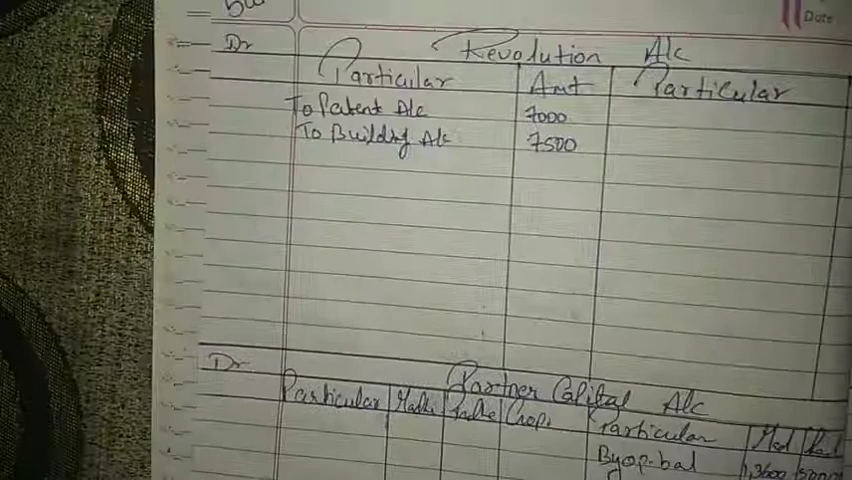 Date
Dr Revolution A/c
Particular Amt Particular
To Patent A/c 7000
To Building A/c 7500
Dr Partner Capital A/c
Particular Particular
By op. bal